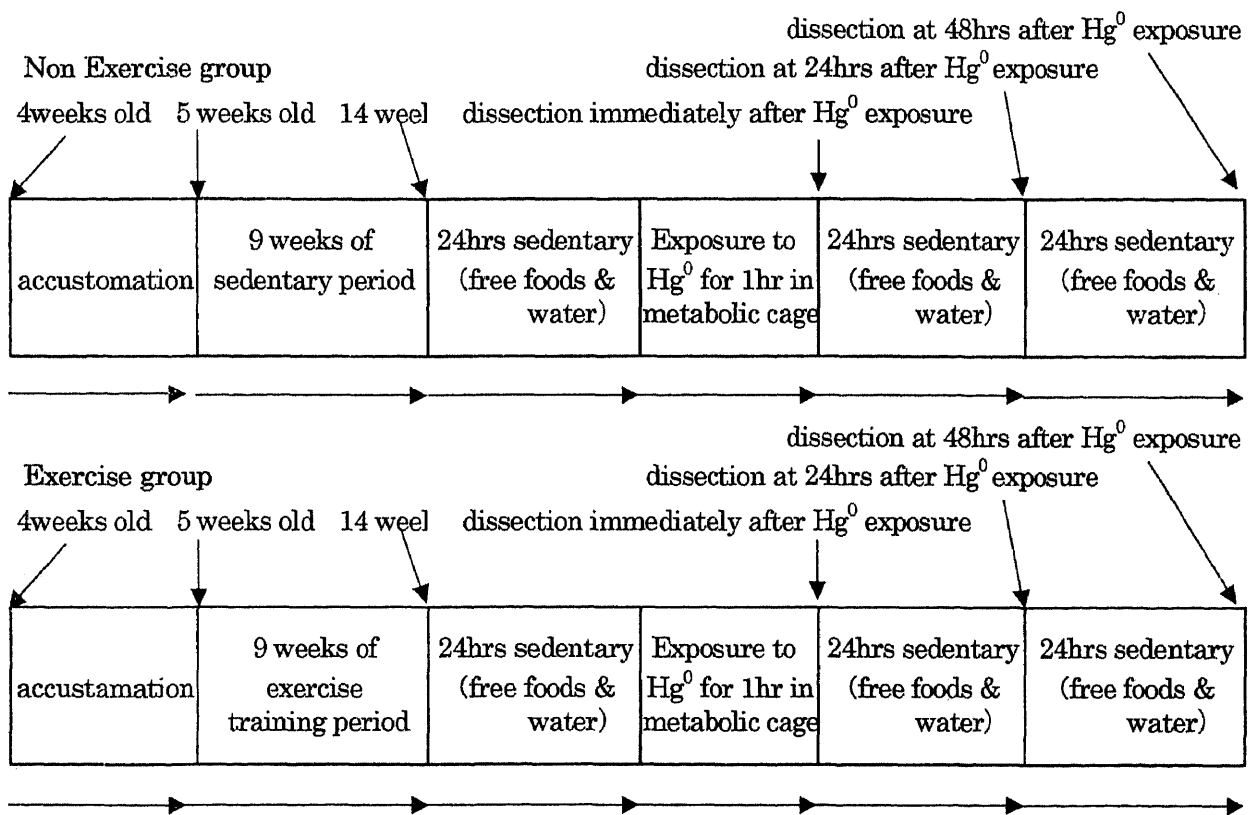 dissection at 48hrs after Hg⁰ exposure
Non Exercise group
dissection at 24hrs after Hg⁰ exposure
4weeks old 5 weeks old 14 weel dissection immediately after Hg⁰ exposure
accustomation
9 weeks of
sedentary period
24hrs sedentary
(free foods &
water)
Exposure to
Hg⁰ for 1hr in
metabolic cage
24hrs sedentary
(free foods &
water)
24hrs sedentary
(free foods &
water)
dissection at 48hrs after Hg⁰ exposure
Exercise group
dissection at 24hrs after Hg⁰ exposure
4weeks old 5 weeks old 14 weel dissection immediately after Hg⁰ exposure
accustamation
9 weeks of
exercise
training period
24hrs sedentary
(free foods &
water)
Exposure to
Hg⁰ for 1hr in
metabolic cage
24hrs sedentary
(free foods &
water)
24hrs sedentary
(free foods &
water)